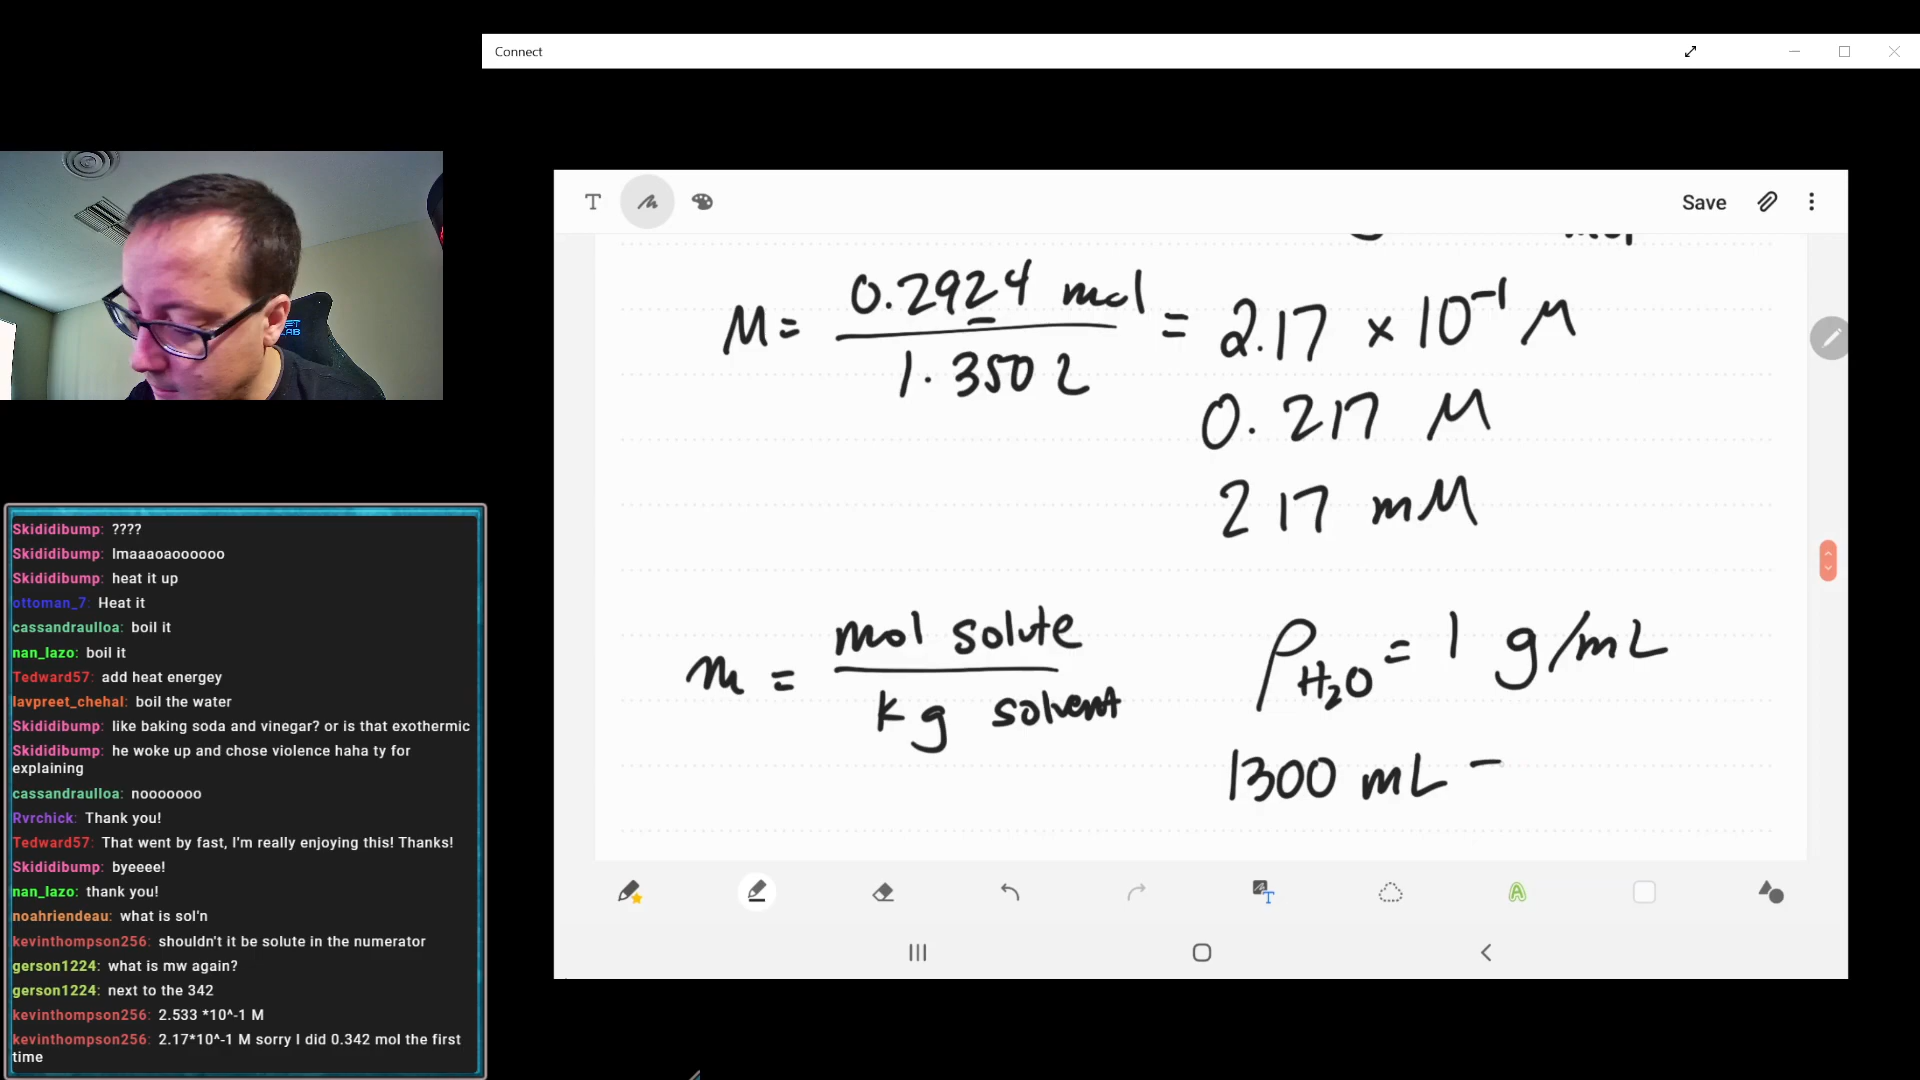 Connect
T
Save
mol
M = 0.2924 mol / 1.350 L = 2.17 × 10⁻¹ M
0.217 M
217 mM
m = mol solute / kg solvent
ρH₂O = 1 g/mL
1300 mL =
T
A
Skididibump: ????
Skididibump: lmaaaoaoooooo
Skididibump: heat it up
ottoman_7: Heat it
cassandraulloa: boil it
nan_lazo: boil it
Tedward57: add heat energey
lavpreet_chehal: boil the water
Skididibump: like baking soda and vinegar? or is that exothermic
Skididibump: he woke up and chose violence haha ty for
explaining
cassandraulloa: nooooooo
Rvrchick: Thank you!
Tedward57: That went by fast, I'm really enjoying this! Thanks!
Skididibump: byeeee!
nan_lazo: thank you!
noahriendeau: what is sol'n
kevinthompson256: shouldn't it be solute in the numerator
gerson1224: what is mw again?
gerson1224: next to the 342
kevinthompson256: 2.533 *10^-1 M
kevinthompson256: 2.17*10^-1 M sorry I did 0.342 mol the first
time